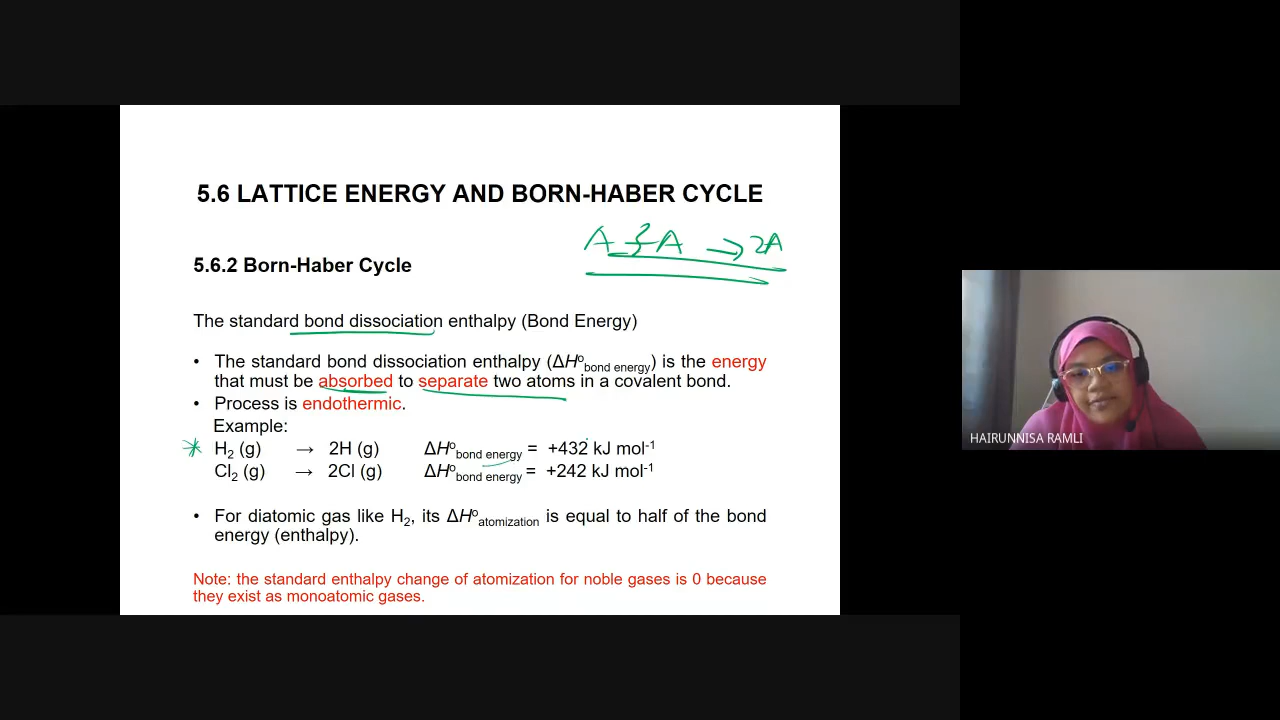 5.6 LATTICE ENERGY AND BORN-HABER CYCLE
A A → 2A
5.6.2 Born-Haber Cycle
The standard bond dissociation enthalpy (Bond Energy)
• The standard bond dissociation enthalpy (ΔHº bond energy) is the energy
that must be absorbed to separate two atoms in a covalent bond.
• Process is endothermic.
Example:
* H2 (g) → 2H (g) ΔHº bond energy = +432 kJ mol-1
Cl2 (g) → 2Cl (g) ΔHº bond energy = +242 kJ mol-1
• For diatomic gas like H2, its ΔHº atomization is equal to half of the bond
energy (enthalpy).
Note: the standard enthalpy change of atomization for noble gases is 0 because
they exist as monoatomic gases.
HAIRUNNISA RAMLI